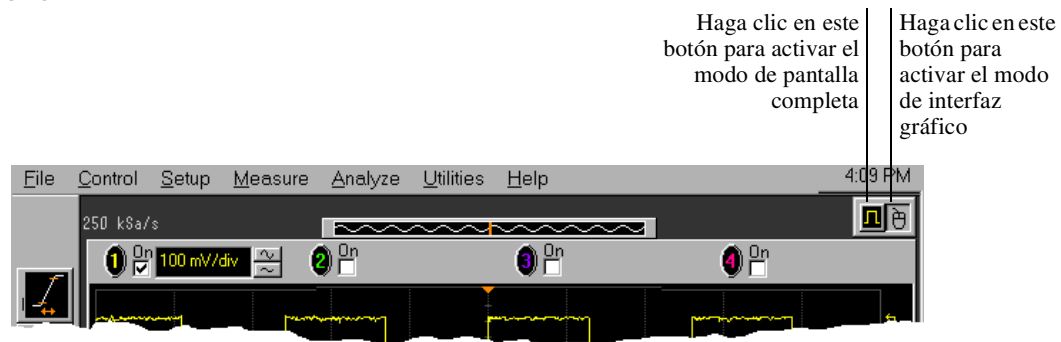 Haga clic en este
botón para activar el
modo de pantalla
completa
Haga clic en este
botón para
activar el modo
de interfaz
gráfico
File Control Setup Measure Analyze Utilities Help 4:09 PM
250 kSa/s
1 On 100 mV/div 2 On 3 On 4 On